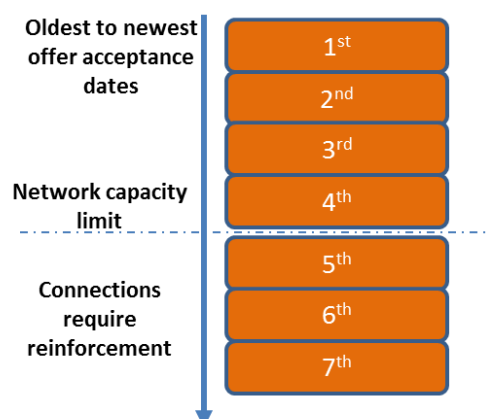 Oldest to newest
offer acceptance
dates
1st
2nd
3rd
Network capacity
limit
4th
5th
Connections
require
reinforcement
6th
7th